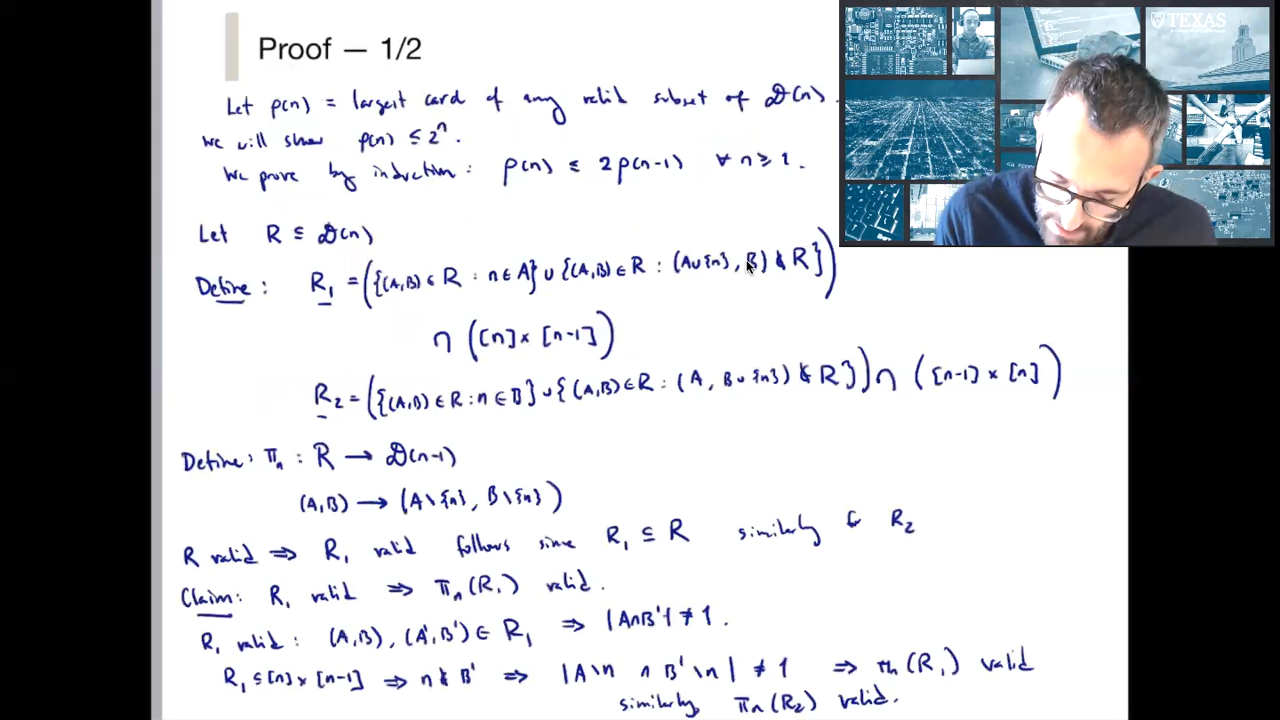 Proof — 1/2
TEXAS
Let p(n) = largest card of any valid subset of 𝒟(n).
we will show p(n) ≤ 2ⁿ.
We prove by induction: p(n) ≤ 2p(n-1) ∀ n ≥ 1.
Let R ⊆ 𝒟(n)
Define: R₁ = ({(A,B) ∈ R : n ∈ A} ∪ {(A,B) ∈ R : (A∪{n}, B) ∉ R})
∩ ([n] × [n-1])
R₂ = ({(A,B) ∈ R : n ∈ B} ∪ {(A,B) ∈ R : (A, B∪{n}) ∉ R}) ∩ ([n-1] × [n])
Define: πₙ : R → 𝒟(n-1)
(A,B) → (A\{n}, B\{n})
R valid ⇒ R₁ valid follows since R₁ ⊆ R similarly for R₂
Claim: R₁ valid ⇒ πₙ(R₁) valid.
R₁ valid: (A,B), (A',B') ∈ R₁ ⇒ |A∩B'| ≠ 1.
R₁ ⊆ [n] × [n-1] ⇒ n ∉ B' ⇒ |A\n ∩ B'\n| ≠ 1 ⇒ πₙ(R₁) valid
similarly, πₙ(R₂) valid.